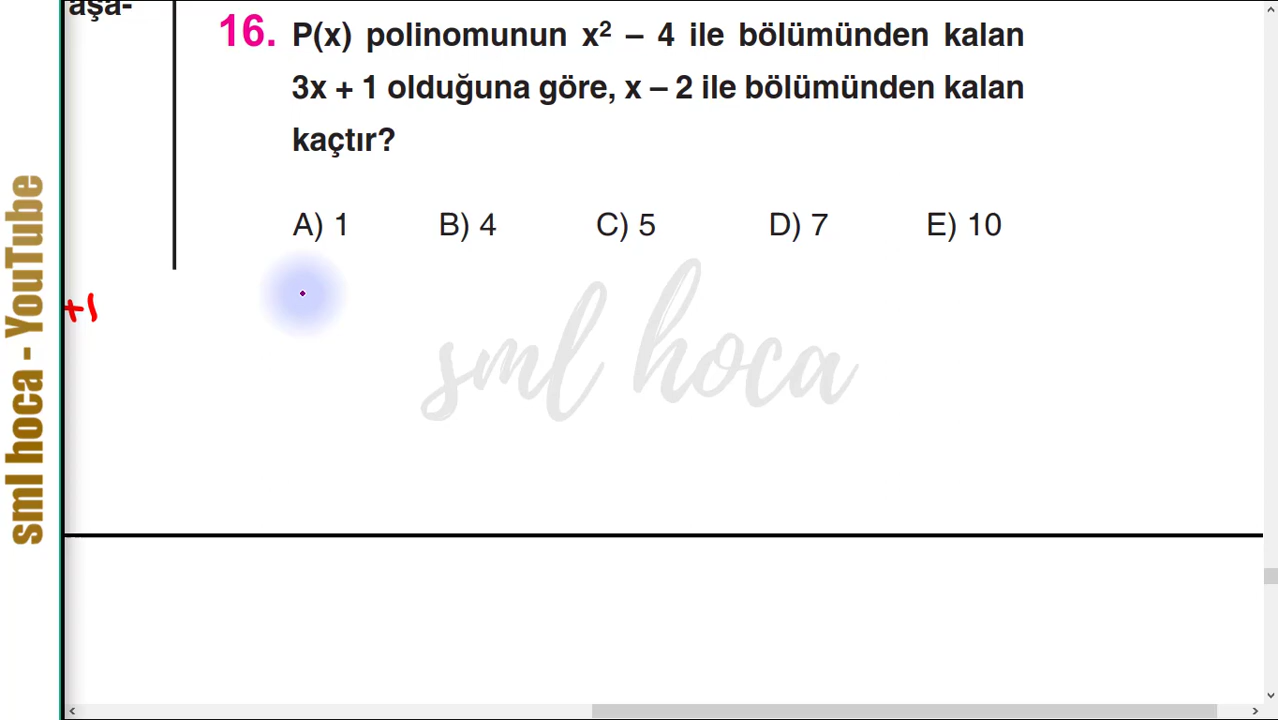 aşa-
16. P(x) polinomunun x² – 4 ile bölümünden kalan
3x + 1 olduğuna göre, x – 2 ile bölümünden kalan
kaçtır?
A) 1 B) 4 C) 5 D) 7 E) 10
+1
sml hoca
sml hoca - YouTube